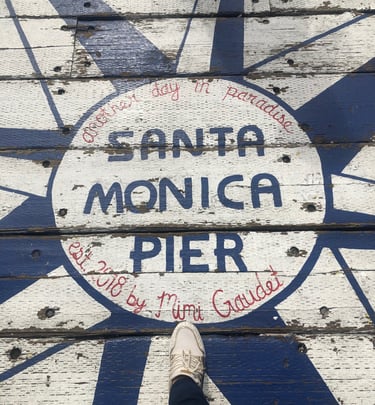 another day in paradise
SANTA
MONICA
PIER
est. 2018 by Mimi Gaudet